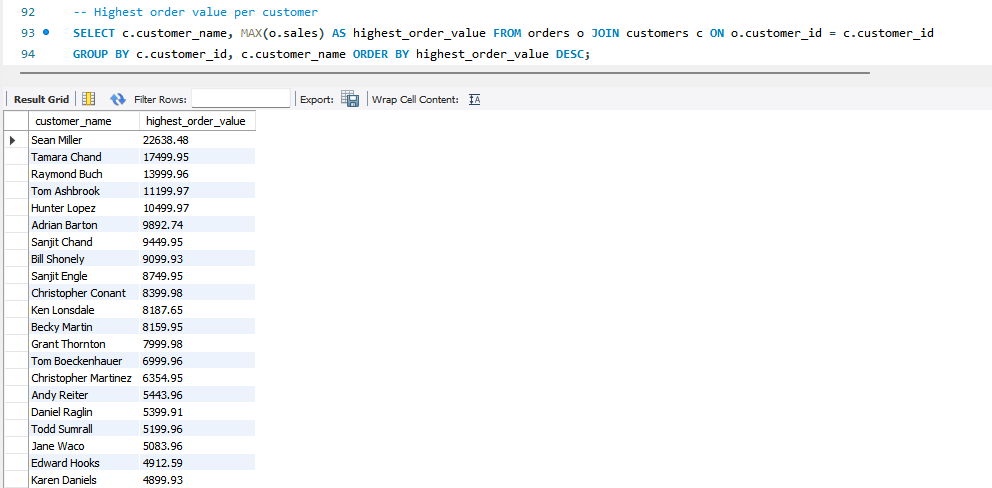 92 -- Highest order value per customer
93 SELECT c.customer_name, MAX(o.sales) AS highest_order_value FROM orders o JOIN customers c ON o.customer_id = c.customer_id
94 GROUP BY c.customer_id, c.customer_name ORDER BY highest_order_value DESC;
Result Grid Filter Rows: Export: Wrap Cell Content: IA
customer_name highest_order_value
Sean Miller 22638.48
Tamara Chand 17499.95
Raymond Buch 13999.96
Tom Ashbrook 11199.97
Hunter Lopez 10499.97
Adrian Barton 9892.74
Sanjit Chand 9449.95
Bill Shonely 9099.93
Sanjit Engle 8749.95
Christopher Conant 8399.98
Ken Lonsdale 8187.65
Becky Martin 8159.95
Grant Thornton 7999.98
Tom Boeckenhauer 6999.96
Christopher Martinez 6354.95
Andy Reiter 5443.96
Daniel Raglin 5399.91
Todd Sumrall 5199.96
Jane Waco 5083.96
Edward Hooks 4912.59
Karen Daniels 4899.93